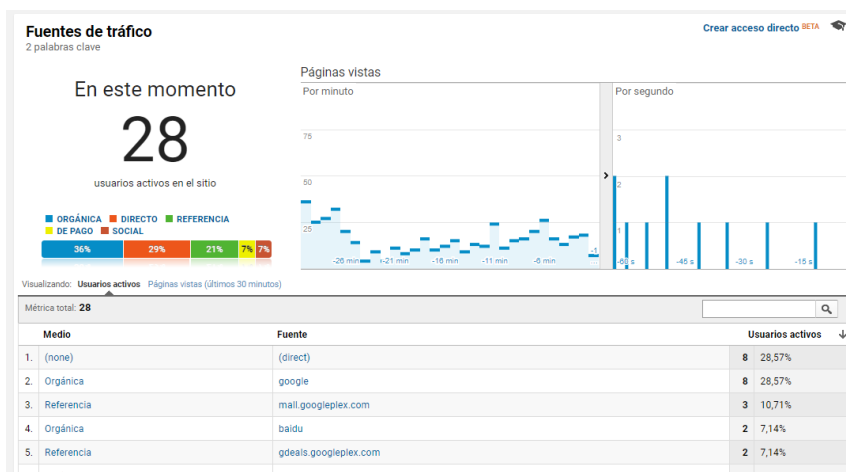 Fuentes de tráfico
2 palabras clave
Crear acceso directo BETA
En este momento
28
usuarios activos en el sitio
ORGÁNICA DIRECTO REFERENCIA
DE PAGO SOCIAL
36% 29% 21% 7% 7%
Páginas vistas
Por minuto
75
50
25
-26 min -21 min -16 min -11 min -6 min -1
Por segundo
3
2
1
-60 s -45 s -30 s -15 s
Visualizando: Usuarios activos Páginas vistas (últimos 30 minutos)
Métrica total: 28
Medio Fuente Usuarios activos
1. (none) (direct) 8 28,57%
2. Orgánica google 8 28,57%
3. Referencia mall.googleplex.com 3 10,71%
4. Orgánica baidu 2 7,14%
5. Referencia gdeals.googleplex.com 2 7,14%